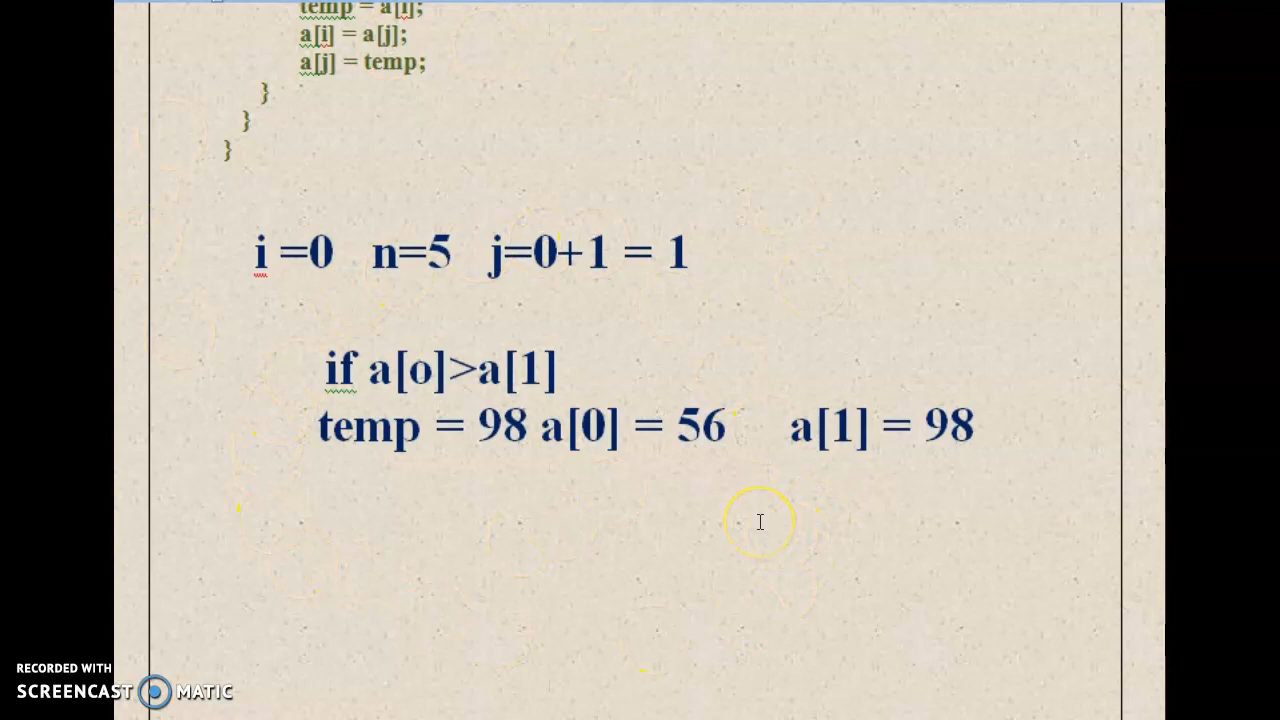 temp = a[i];
a[i] = a[j];
a[j] = temp;
}
}
}
i =0 n=5 j=0+1 = 1
if a[o]>a[1]
temp = 98 a[0] = 56 a[1] = 98
RECORDED WITH
SCREENCAST MATIC